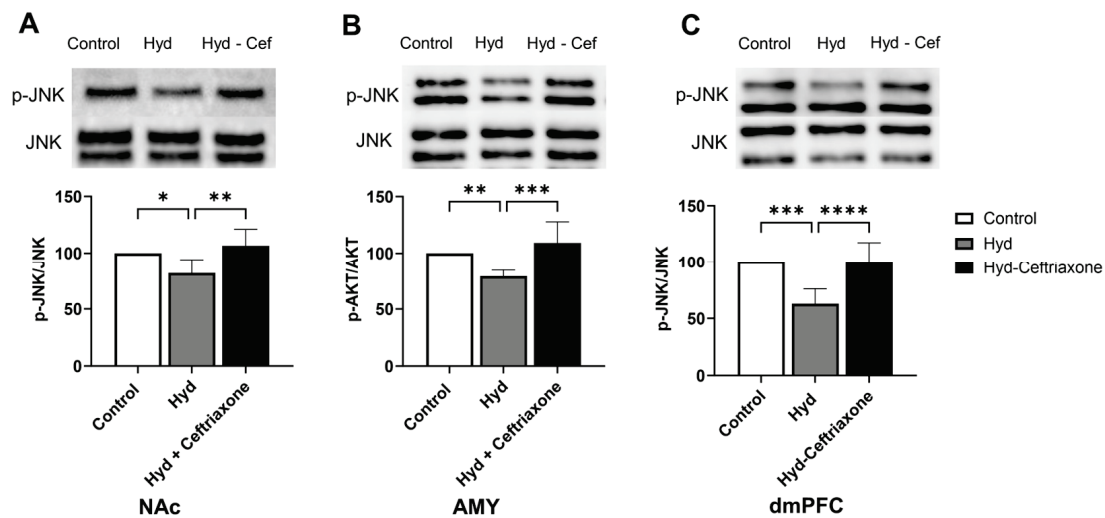 A
Control Hyd Hyd - Cef
p-JNK
JNK
* **
p-JNK/JNK
150
100
50
0
Control
Hyd
Hyd + Ceftriaxone
NAc
B
Control Hyd Hyd - Cef
p-JNK
JNK
** ***
p-AKT/AKT
150
100
50
0
Control
Hyd
Hyd + Ceftriaxone
AMY
C
Control Hyd Hyd - Cef
p-JNK
JNK
*** ****
p-JNK/JNK
150
100
50
0
Control
Hyd
Hyd-Ceftriaxone
dmPFC
Control
Hyd
Hyd-Ceftriaxone